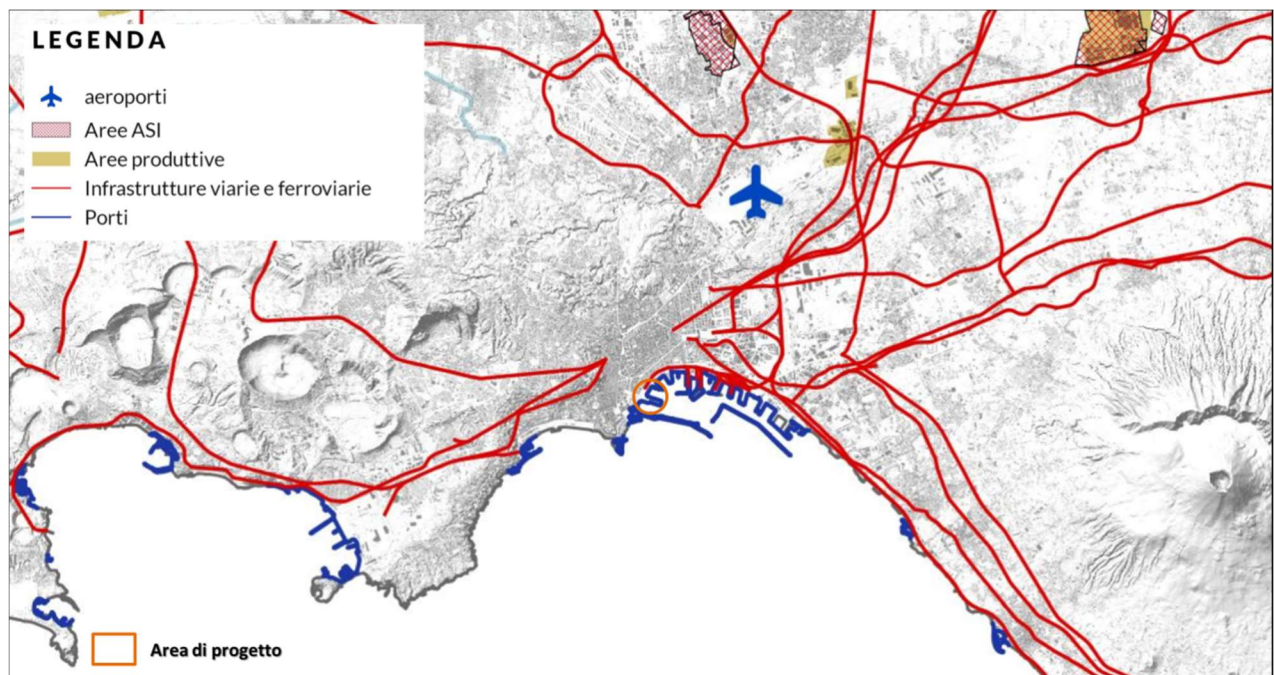 LEGENDA
aeroporti
Aree ASI
Aree produttive
Infrastrutture viarie e ferroviarie
Porti
Area di progetto